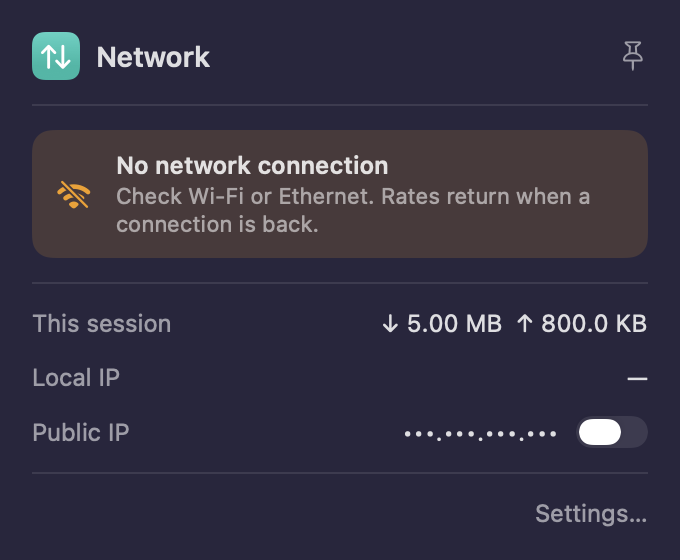 Network
No network connection
Check Wi-Fi or Ethernet. Rates return when a
connection is back.
This session ↓ 5.00 MB ↑ 800.0 KB
Local IP —
Public IP •••.•••.•••.•••
Settings...